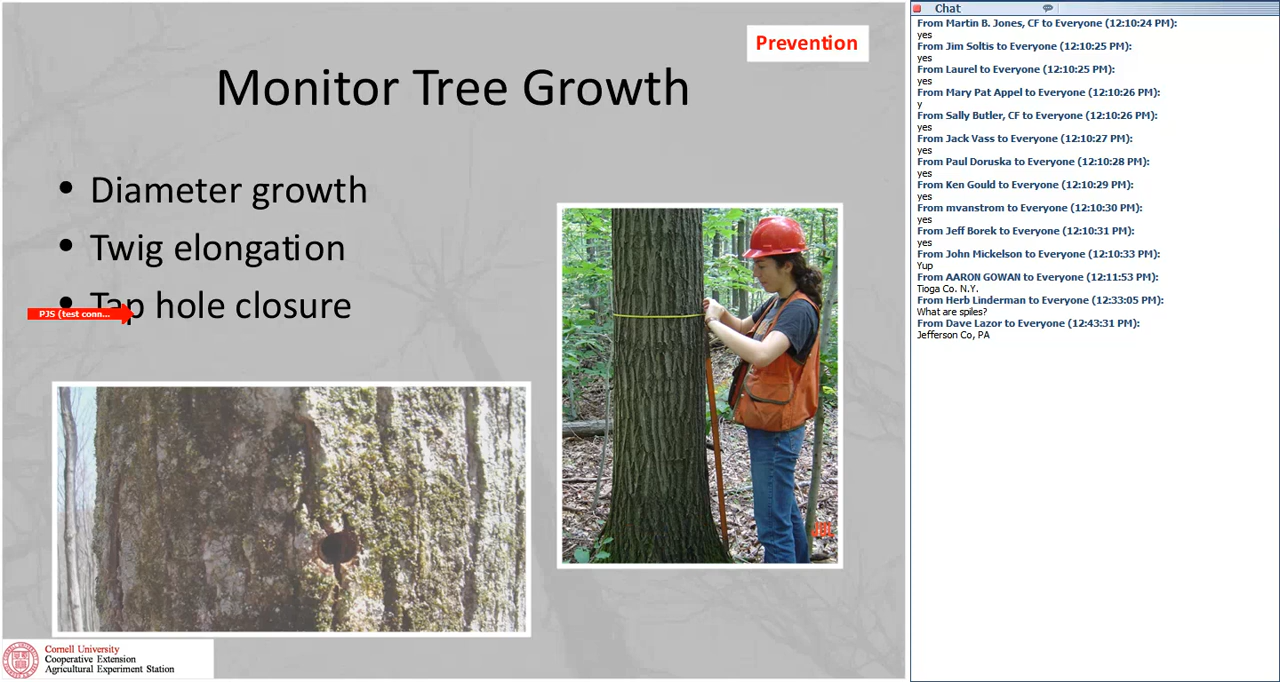 Prevention
Monitor Tree Growth
• Diameter growth
• Twig elongation
• Tap hole closure
PJS (test conn...
JBL
Cornell University
Cooperative Extension
Agricultural Experiment Station
Chat
From Martin B. Jones, CF to Everyone (12:10:24 PM):
yes
From Jim Soltis to Everyone (12:10:25 PM):
yes
From Laurel to Everyone (12:10:25 PM):
yes
From Mary Pat Appel to Everyone (12:10:26 PM):
y
From Sally Butler, CF to Everyone (12:10:26 PM):
yes
From Jack Vass to Everyone (12:10:27 PM):
yes
From Paul Doruska to Everyone (12:10:28 PM):
yes
From Ken Gould to Everyone (12:10:29 PM):
yes
From mvanstrom to Everyone (12:10:30 PM):
yes
From Jeff Borek to Everyone (12:10:31 PM):
yes
From John Mickelson to Everyone (12:10:33 PM):
Yup
From AARON GOWAN to Everyone (12:11:53 PM):
Tioga Co. N.Y.
From Herb Linderman to Everyone (12:33:05 PM):
What are spiles?
From Dave Lazor to Everyone (12:43:31 PM):
Jefferson Co, PA